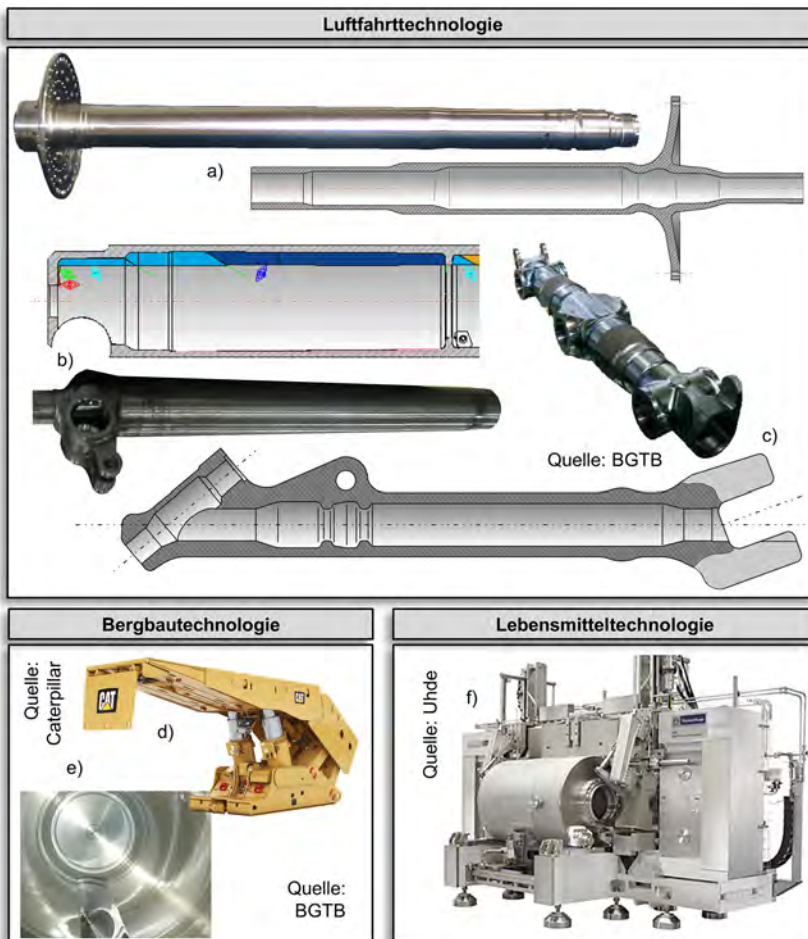 Luftfahrttechnologie
a)
b)
c)
Quelle: BGTB
Bergbautechnologie
Quelle:
Caterpillar
d)
CAT
CAT
e)
Quelle:
BGTB
Lebensmitteltechnologie
Quelle: Uhde
f)